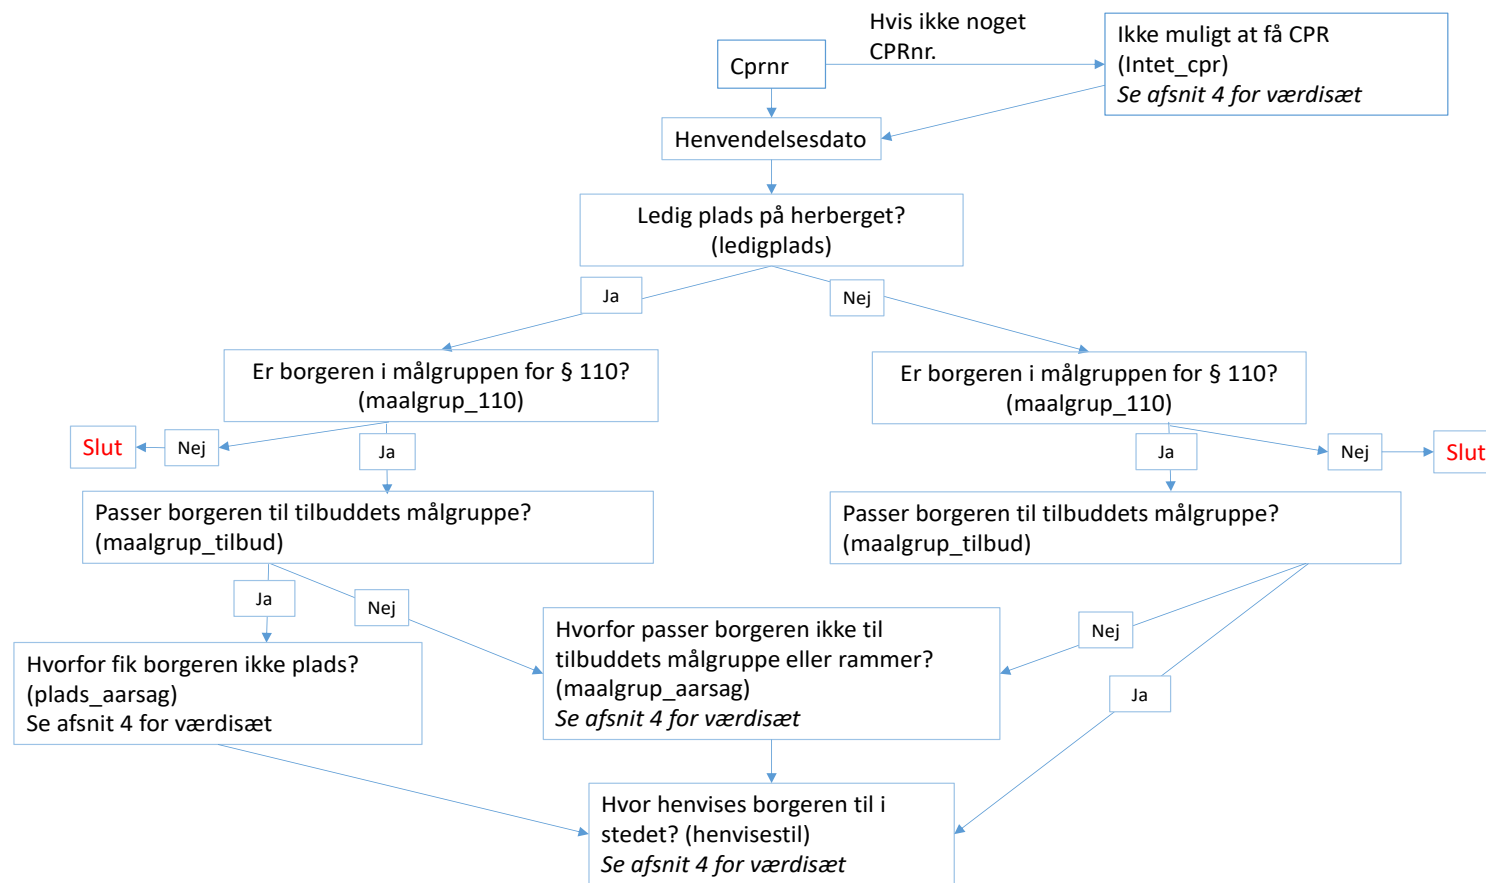 Hvis ikke noget
CPRnr.
Cprnr
Ikke muligt at få CPR
(Intet_cpr)
Se afsnit 4 for værdisæt
Henvendelsesdato
Ledig plads på herberget?
(ledigplads)
Ja
Nej
Er borgeren i målgruppen for § 110?
(maalgrup_110)
Er borgeren i målgruppen for § 110?
(maalgrup_110)
Slut
Nej
Ja
Ja
Nej
Slut
Passer borgeren til tilbuddets målgruppe?
(maalgrup_tilbud)
Passer borgeren til tilbuddets målgruppe?
(maalgrup_tilbud)
Ja
Nej
Nej
Ja
Hvorfor fik borgeren ikke plads?
(plads_aarsag)
Se afsnit 4 for værdisæt
Hvorfor passer borgeren ikke til
tilbuddets målgruppe eller rammer?
(maalgrup_aarsag)
Se afsnit 4 for værdisæt
Hvor henvises borgeren til i
stedet? (henvisestil)
Se afsnit 4 for værdisæt